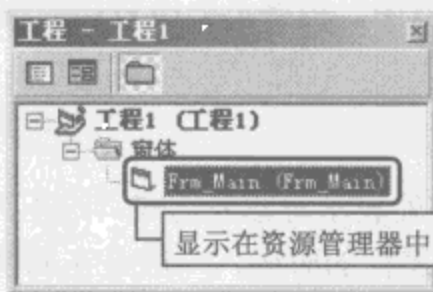 工程 - 工程1
工程1 (工程1)
窗体
Frm_Main (Frm_Main)
显示在资源管理器中